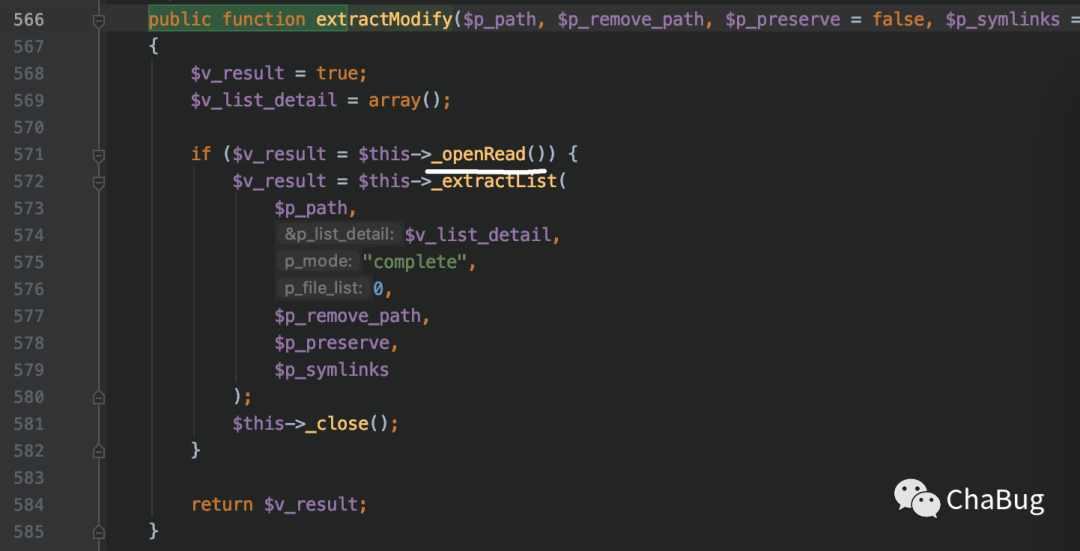 566 public function extractModify($p_path, $p_remove_path, $p_preserve = false, $p_symlinks =
567 {
568 $v_result = true;
569 $v_list_detail = array();
570
571 if ($v_result = $this->_openRead()) {
572 $v_result = $this->_extractList(
573 $p_path,
574 &p_list_detail: $v_list_detail,
575 p_mode: "complete",
576 p_file_list: 0,
577 $p_remove_path,
578 $p_preserve,
579 $p_symlinks
580 );
581 $this->_close();
582 }
583
584 return $v_result;
585 }
ChaBug